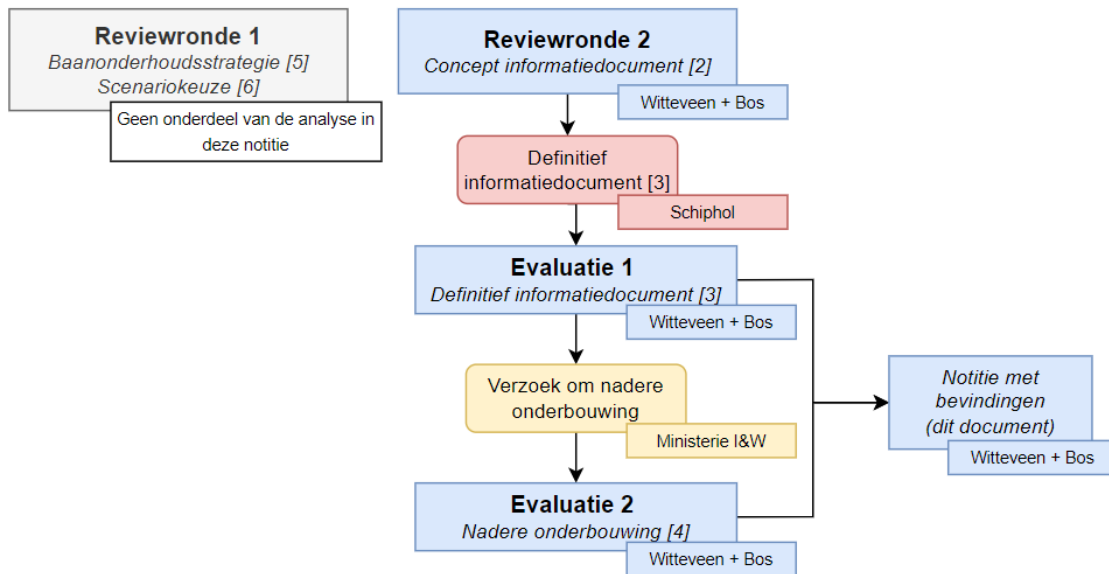 Reviewronde 1
Baanonderhoudsstrategie [5]
Scenariokeuze [6]
Geen onderdeel van de analyse in
deze notitie
Reviewronde 2
Concept informatiedocument [2]
Witteveen + Bos
Definitief
informatiedocument [3]
Schiphol
Evaluatie 1
Definitief informatiedocument [3]
Witteveen + Bos
Verzoek om nadere
onderbouwing
Ministerie I&W
Evaluatie 2
Nadere onderbouwing [4]
Witteveen + Bos
Notitie met
bevindingen
(dit document)
Witteveen + Bos